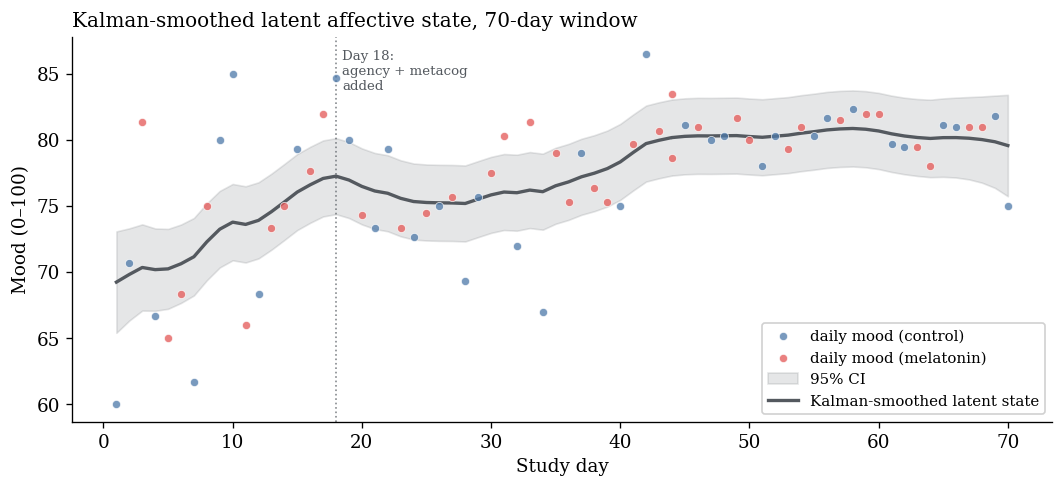 Kalman-smoothed latent affective state, 70-day window
Day 18:
agency + metacog
added
Mood (0–100)
85
80
75
70
65
60
daily mood (control)
daily mood (melatonin)
95% CI
Kalman-smoothed latent state
0 10 20 30 40 50 60 70
Study day